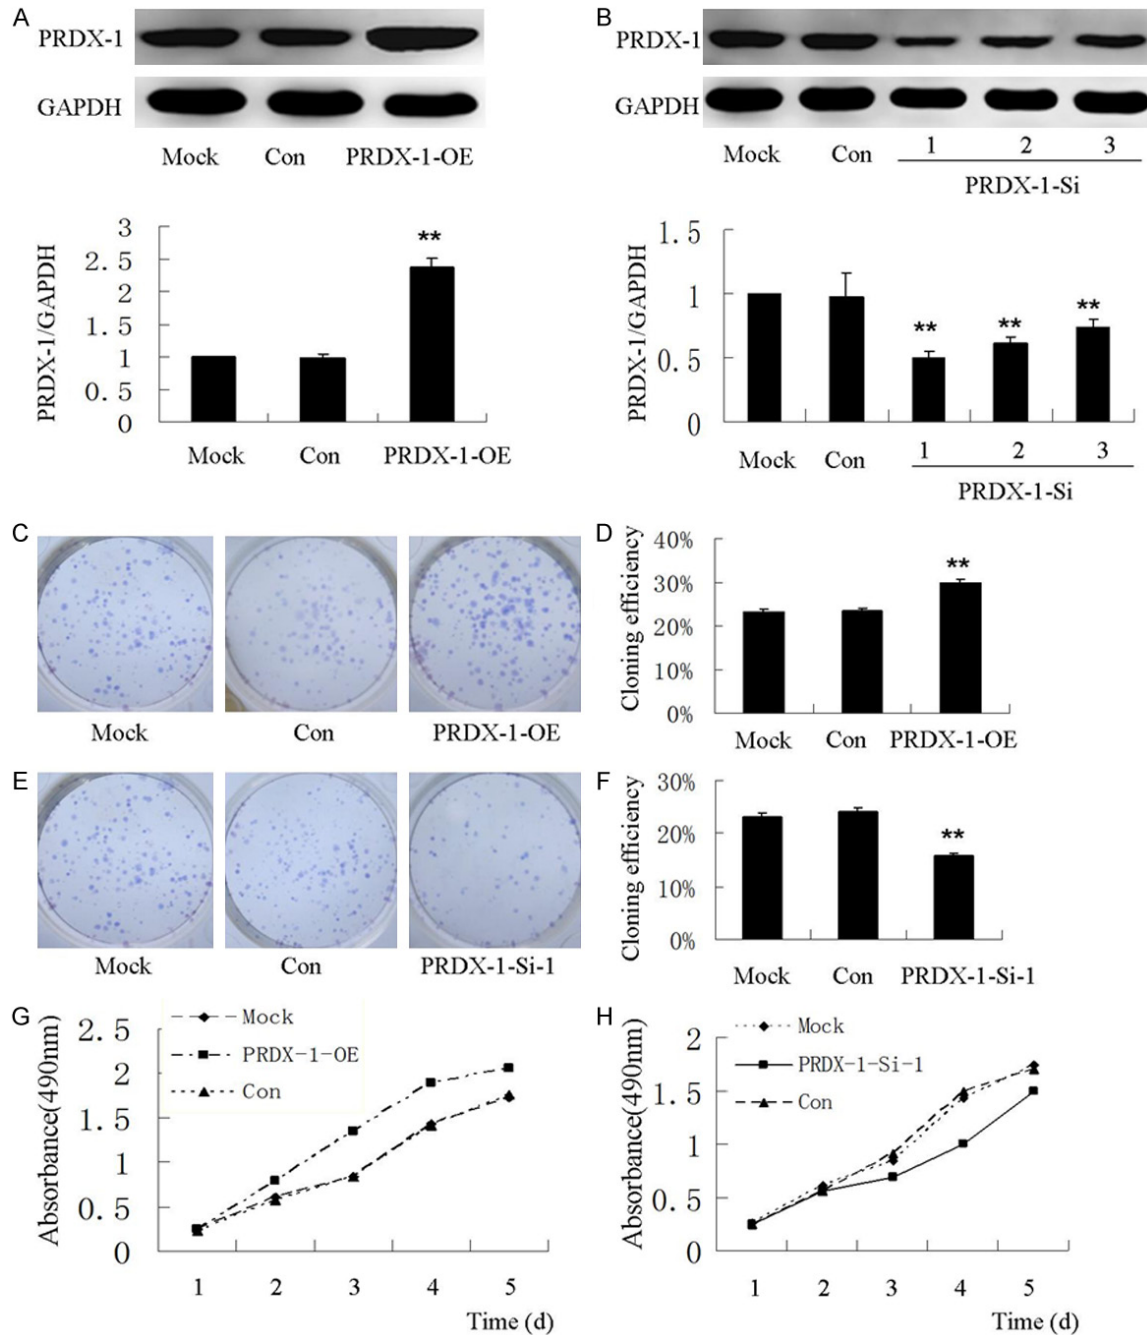 A
PRDX-1
GAPDH
Mock Con PRDX-1-OE
PRDX-1/GAPDH
3
2.5
2
1.5
1
0.5
0
**
Mock Con PRDX-1-OE
B
PRDX-1
GAPDH
Mock Con 1 2 3
PRDX-1-Si
PRDX-1/GAPDH
1.5
1
0.5
0
** ** **
Mock Con 1 2 3
PRDX-1-Si
C
Mock Con PRDX-1-OE
D
Cloning efficiency
40%
30%
20%
10%
0%
**
Mock Con PRDX-1-OE
E
Mock Con PRDX-1-Si-1
F
Cloning efficiency
30%
20%
10%
0%
**
Mock Con PRDX-1-Si-1
G
Absorbance(490nm)
2.5
2
1.5
1
0.5
0
Mock
PRDX-1-OE
Con
1 2 3 4 5
Time (d)
H
Absorbance(490nm)
2
1.5
1
0.5
0
Mock
PRDX-1-Si-1
Con
1 2 3 4 5
Time (d)